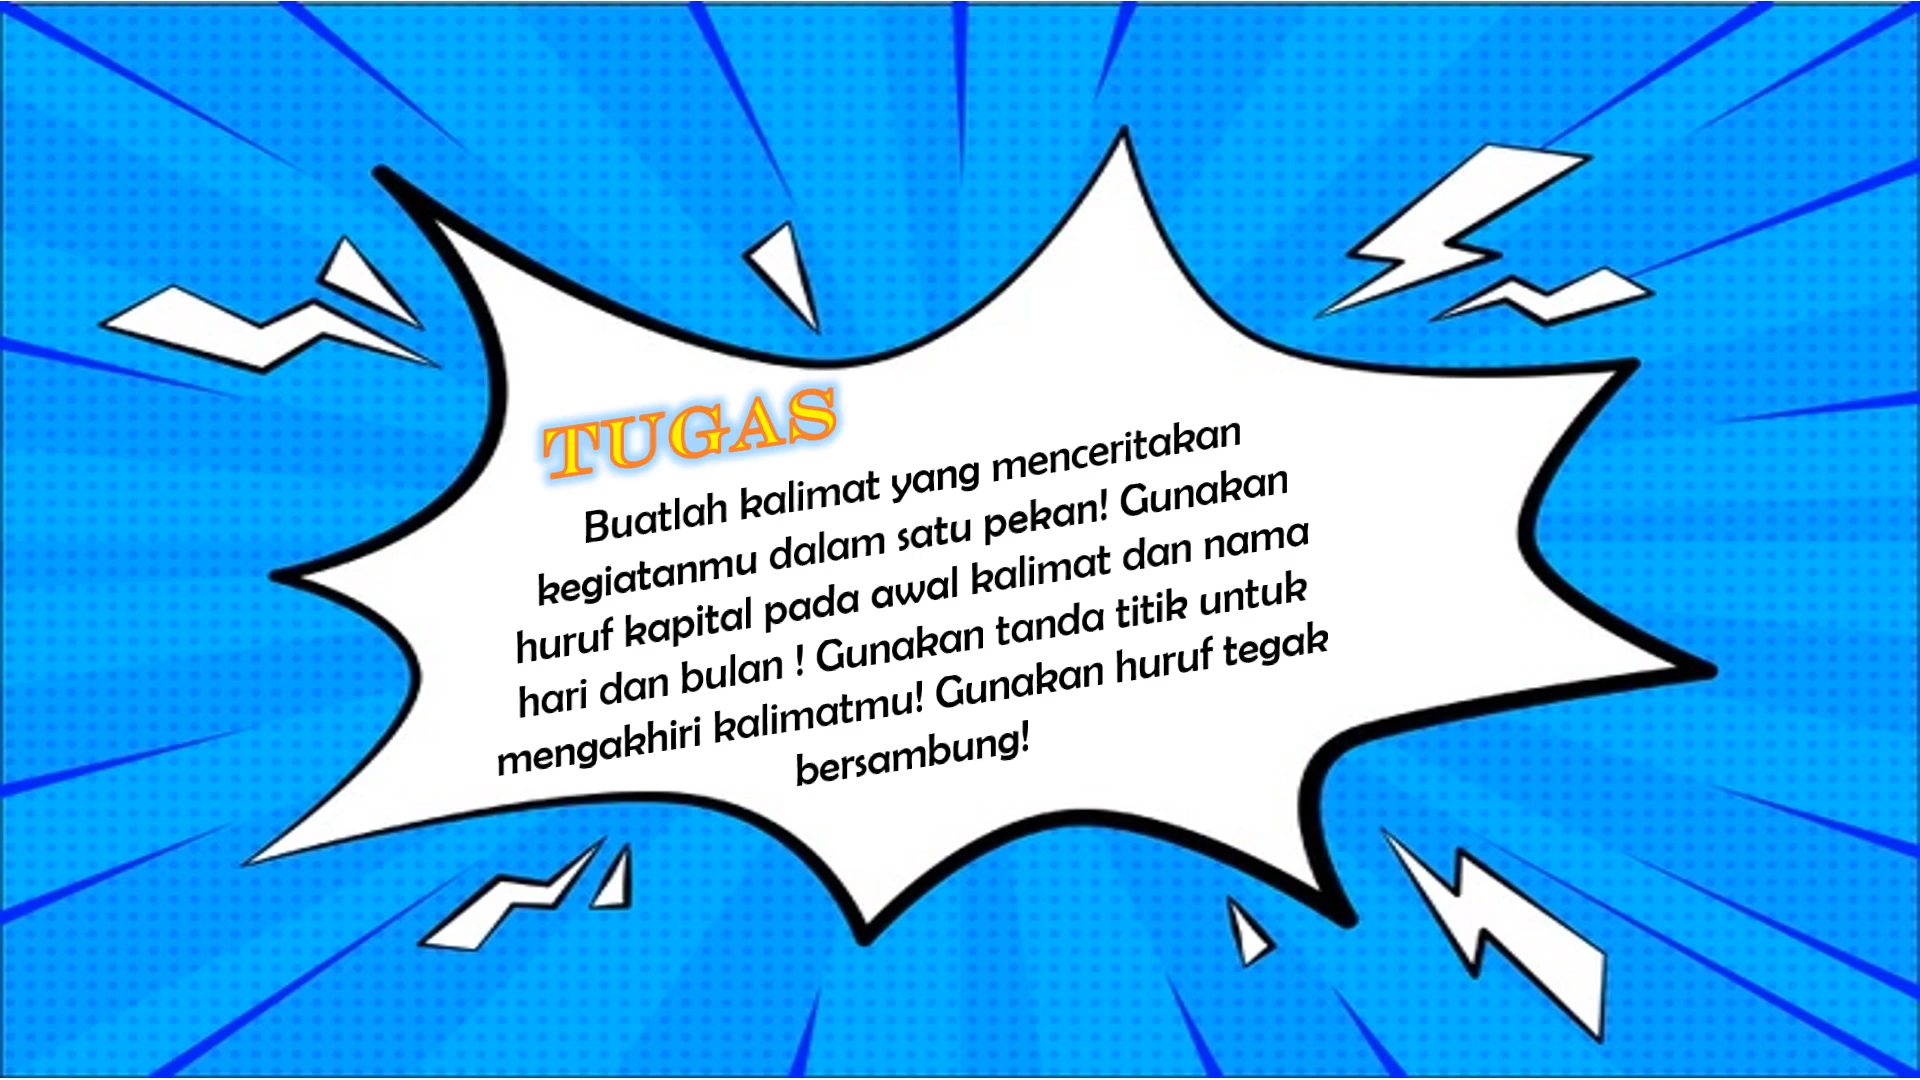 TUGAS
Buatlah kalimat yang menceritakan
kegiatanmu dalam satu pekan! Gunakan
huruf kapital pada awal kalimat dan nama
hari dan bulan ! Gunakan tanda titik untuk
mengakhiri kalimatmu! Gunakan huruf tegak
bersambung!